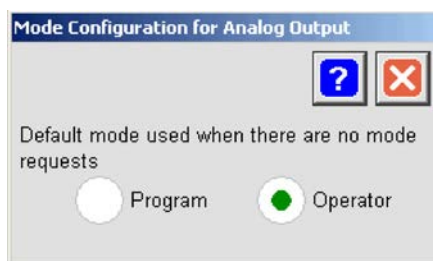 Mode Configuration for Analog Output
?
Default mode used when there are no mode
requests
Program
Operator